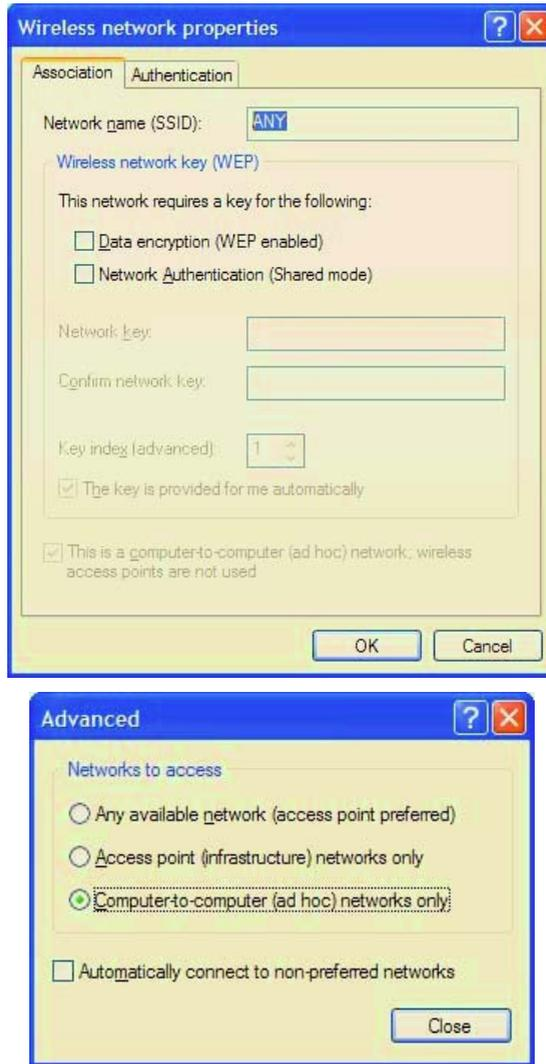 Wireless network properties
Association Authentication
Network name (SSID): ANY
Wireless network key (WEP)
This network requires a key for the following:
Data encryption (WEP enabled)
Network Authentication (Shared mode)
Network key:
Confirm network key:
Key index (advanced): 1
The key is provided for me automatically
This is a computer-to-computer (ad hoc) network; wireless
access points are not used
OK Cancel
Advanced
Networks to access
Any available network (access point preferred)
Access point (infrastructure) networks only
Computer-to-computer (ad hoc) networks only
Automatically connect to non-preferred networks
Close